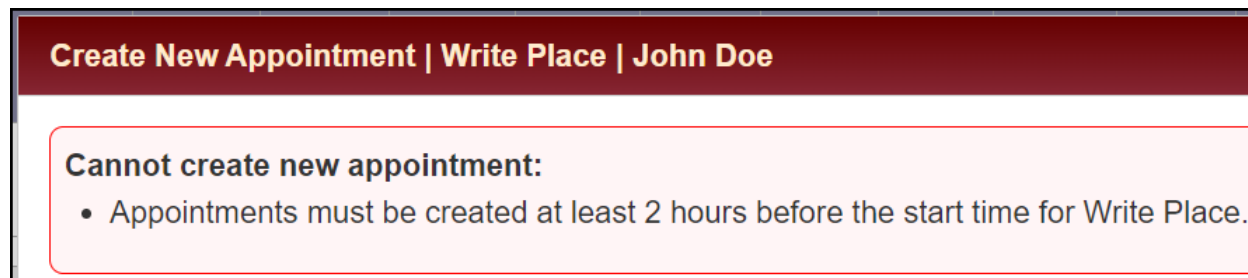 Create New Appointment | Write Place | John Doe
Cannot create new appointment:
• Appointments must be created at least 2 hours before the start time for Write Place.